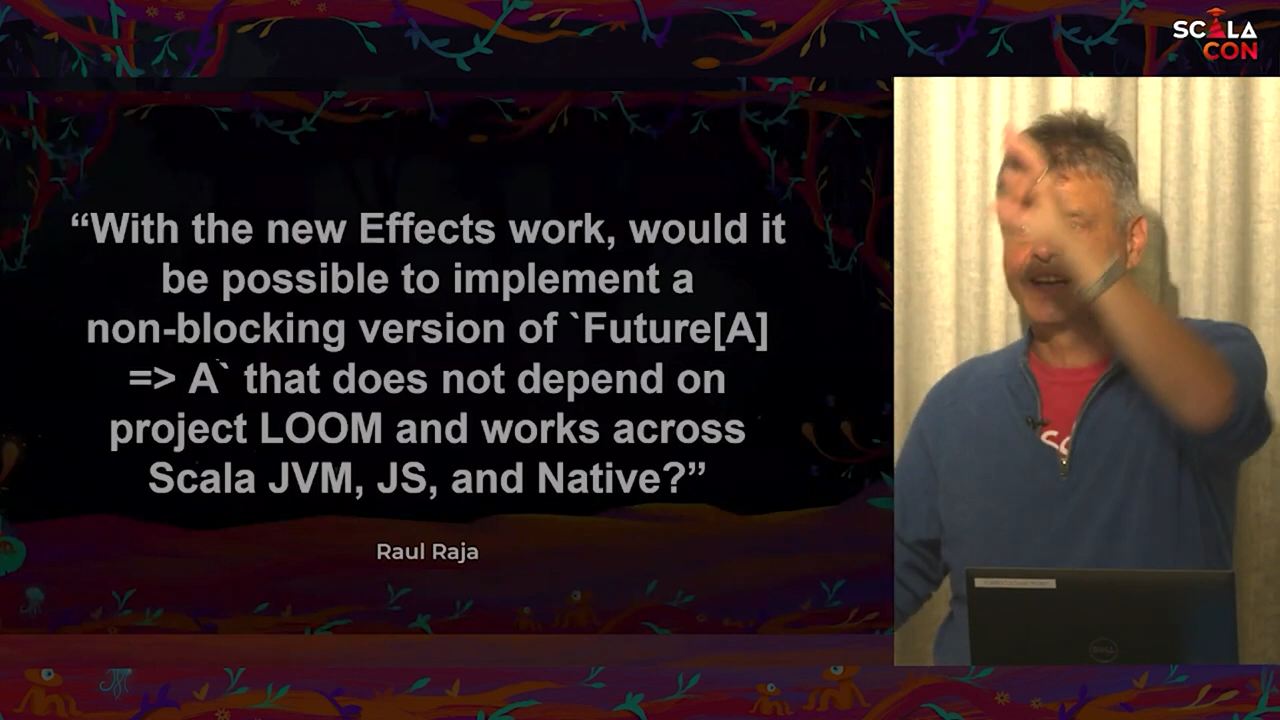 SCALA
CON
“With the new Effects work, would it
be possible to implement a
non-blocking version of `Future[A]
=> A` that does not depend on
project LOOM and works across
Scala JVM, JS, and Native?”
Raul Raja
DELL